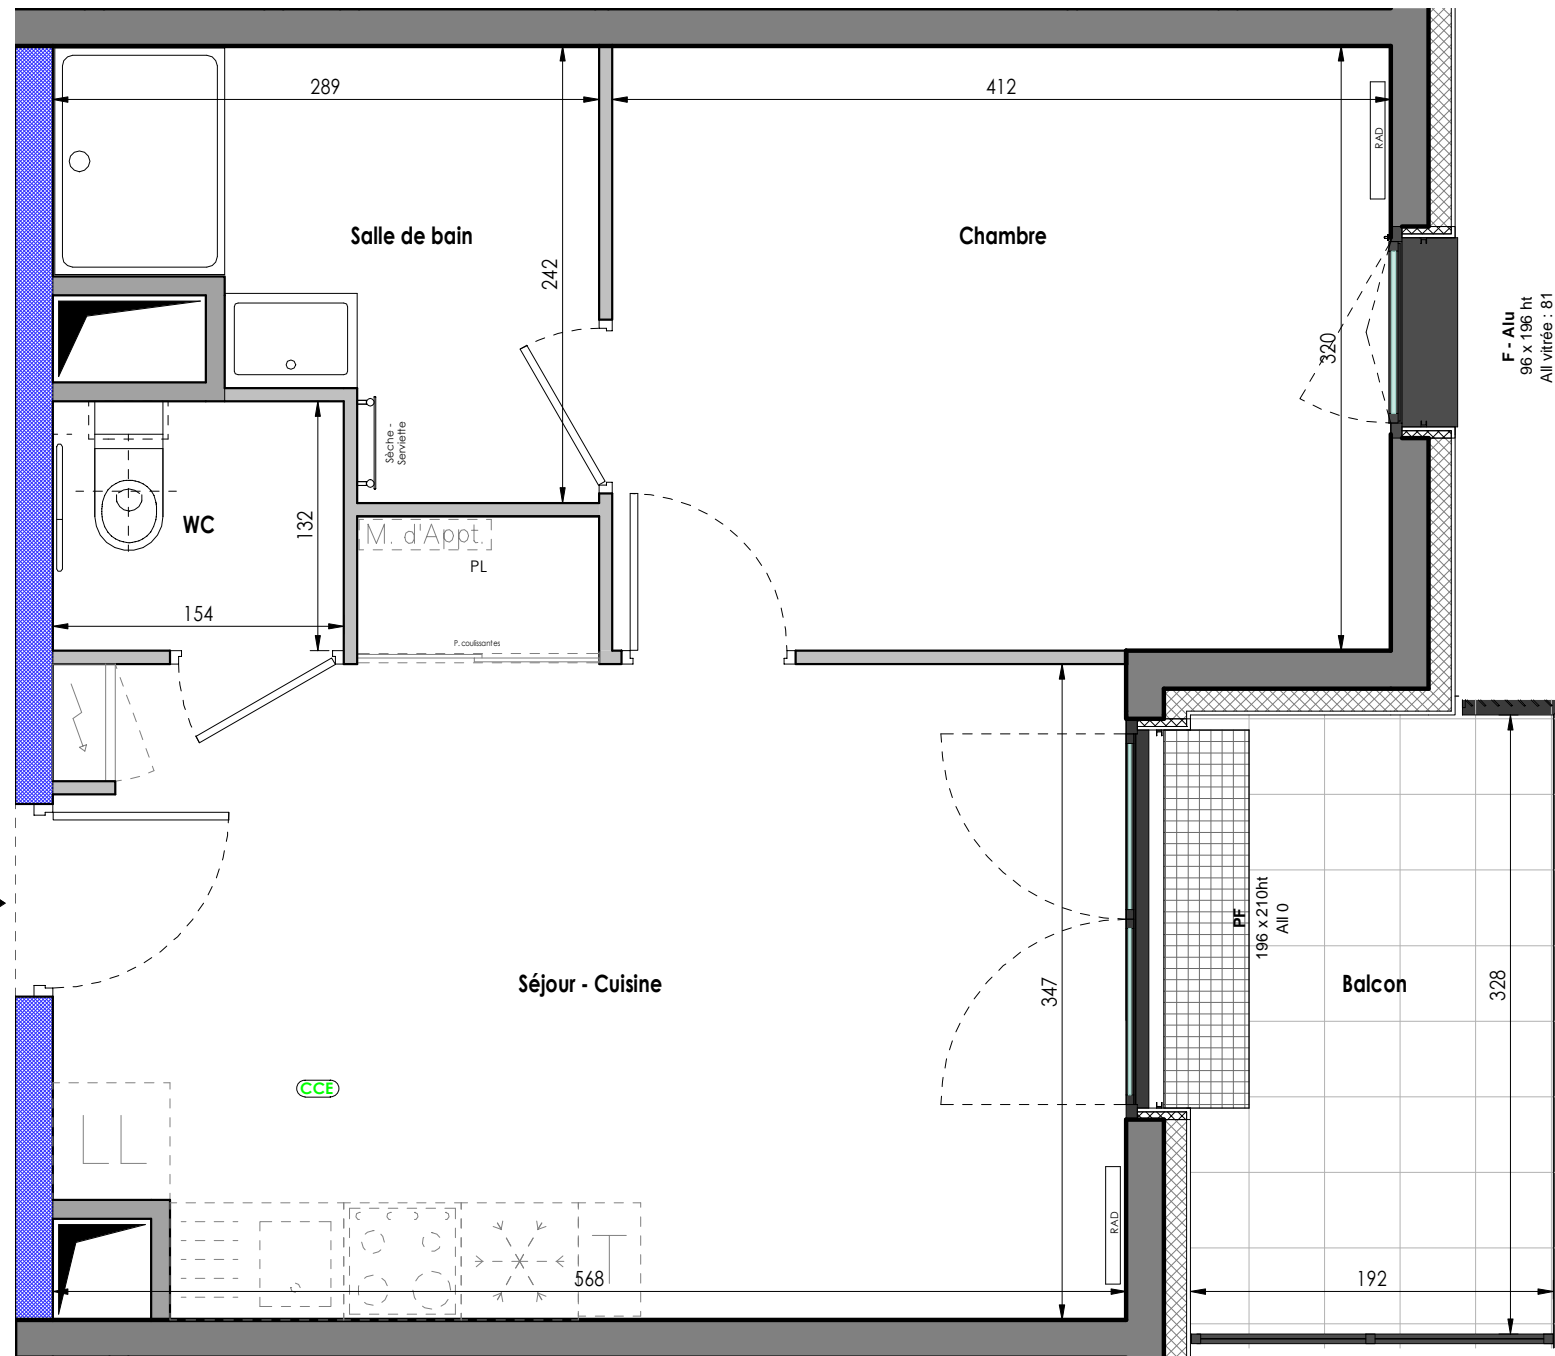 289
412
RAD
Salle de bain
Chambre
242
320
F - Alu
96 x 196 ht
All vitrée : 81
Sèche -
Serviette
WC
132
M. d'Appt.
PL
154
P. coulissantes
PF
196 x 210ht
All 0
Séjour - Cuisine
347
Balcon
328
CCE
LL
RAD
T
568
192